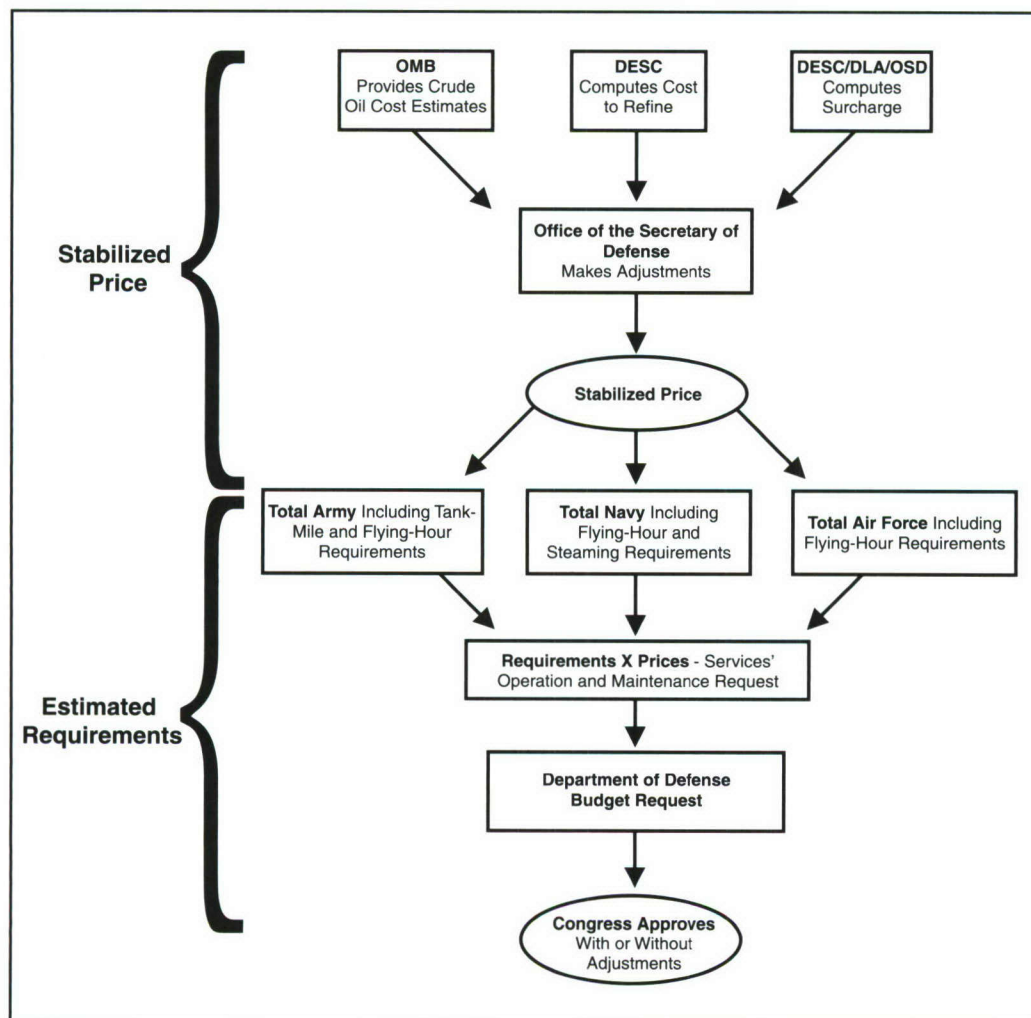 OMB
Provides Crude
Oil Cost Estimates
DESC
Computes Cost
to Refine
DESC/DLA/OSD
Computes
Surcharge
Office of the Secretary of
Defense
Makes Adjustments
Stabilized
Price
Stabilized Price
Total Army Including Tank-
Mile and Flying-Hour
Requirements
Total Navy Including
Flying-Hour and
Steaming Requirements
Total Air Force Including
Flying-Hour Requirements
Requirements X Prices - Services'
Operation and Maintenance Request
Estimated
Requirements
Department of Defense
Budget Request
Congress Approves
With or Without
Adjustments